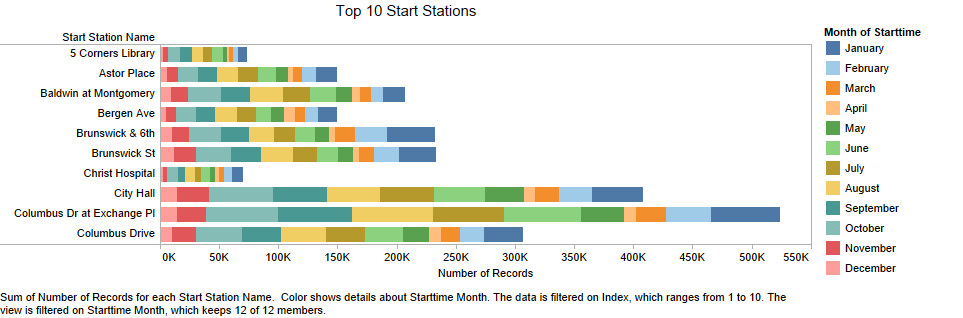 Top 10 Start Stations
Start Station Name
5 Corners Library
Astor Place
Baldwin at Montgomery
Bergen Ave
Brunswick & 6th
Brunswick St
Christ Hospital
City Hall
Columbus Dr at Exchange Pl
Columbus Drive
0K 50K 100K 150K 200K 250K 300K 350K 400K 450K 500K 550K
Number of Records
Month of Starttime
January
February
March
April
May
June
July
August
September
October
November
December
Sum of Number of Records for each Start Station Name. Color shows details about Starttime Month. The data is filtered on Index, which ranges from 1 to 10. The
view is filtered on Starttime Month, which keeps 12 of 12 members.